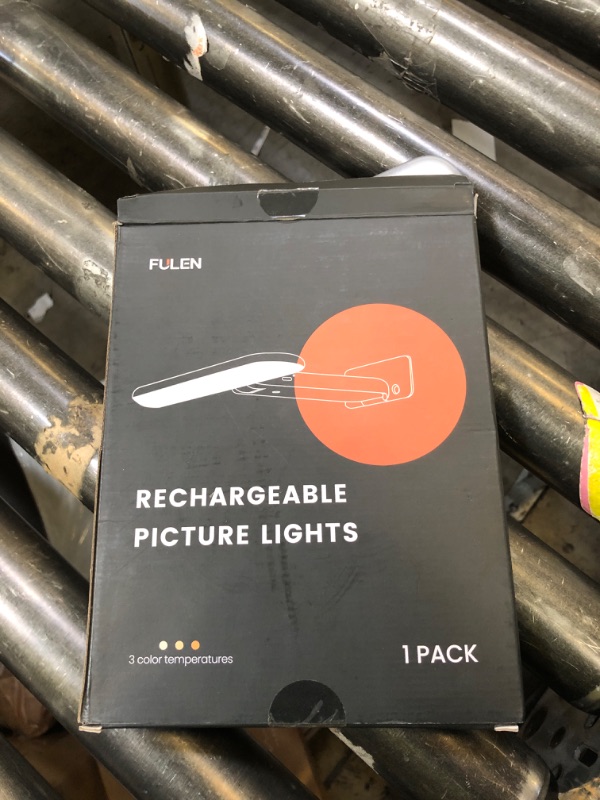 FULEN
RECHARGEABLE
PICTURE LIGHTS
3 color temperatures
1 PACK